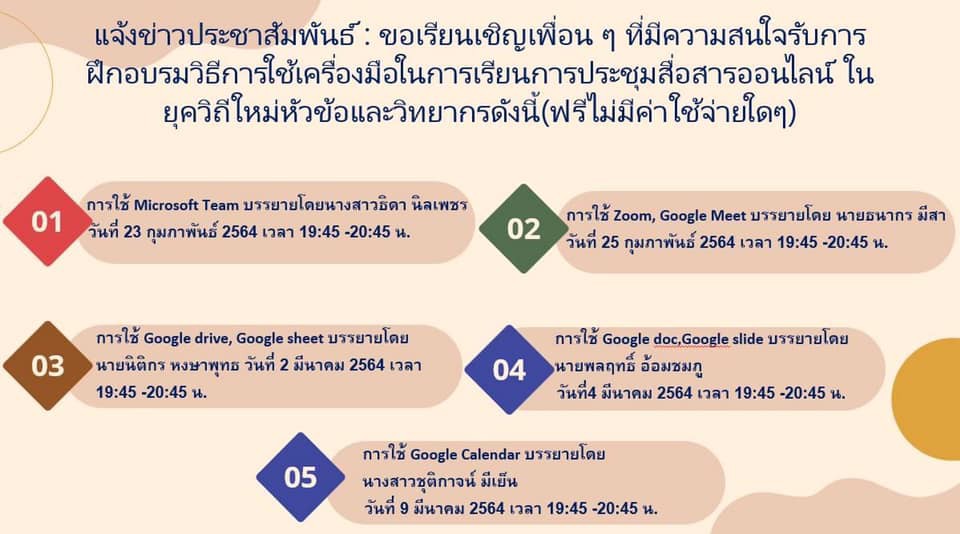 แจ้งข่าวประชาสัมพันธ์ : ขอเรียนเชิญเพื่อน ๆ ที่มีความสนใจรับการ
ฝึกอบรมวิธีการใช้เครื่องมือในการเรียนการประชุมสื่อสารออนไลน์ ใน
ยุควิถีใหม่หัวข้อและวิทยากรดังนี้(ฟรีไม่มีค่าใช้จ่ายใดๆ)
01
การใช้ Microsoft Team บรรยายโดยนางสาวธิดา นิลเพชร
วันที่ 23 กุมภาพันธ์ 2564 เวลา 19:45 -20:45 น.
02
การใช้ Zoom, Google Meet บรรยายโดย นายธนากร มีสา
วันที่ 25 กุมภาพันธ์ 2564 เวลา 19:45 -20:45 น.
03
การใช้ Google drive, Google sheet บรรยายโดย
นายนิติกร หงษาพุทธ วันที่ 2 มีนาคม 2564 เวลา
19:45 -20:45 น.
04
การใช้ Google doc,Google slide บรรยายโดย
นายพลฤทธิ์ อ้อมชมภู
วันที่4 มีนาคม 2564 เวลา 19:45 -20:45 น.
05
การใช้ Google Calendar บรรยายโดย
นางสาวชุติกาจน์ มีเย็น
วันที่ 9 มีนาคม 2564 เวลา 19:45 -20:45 น.